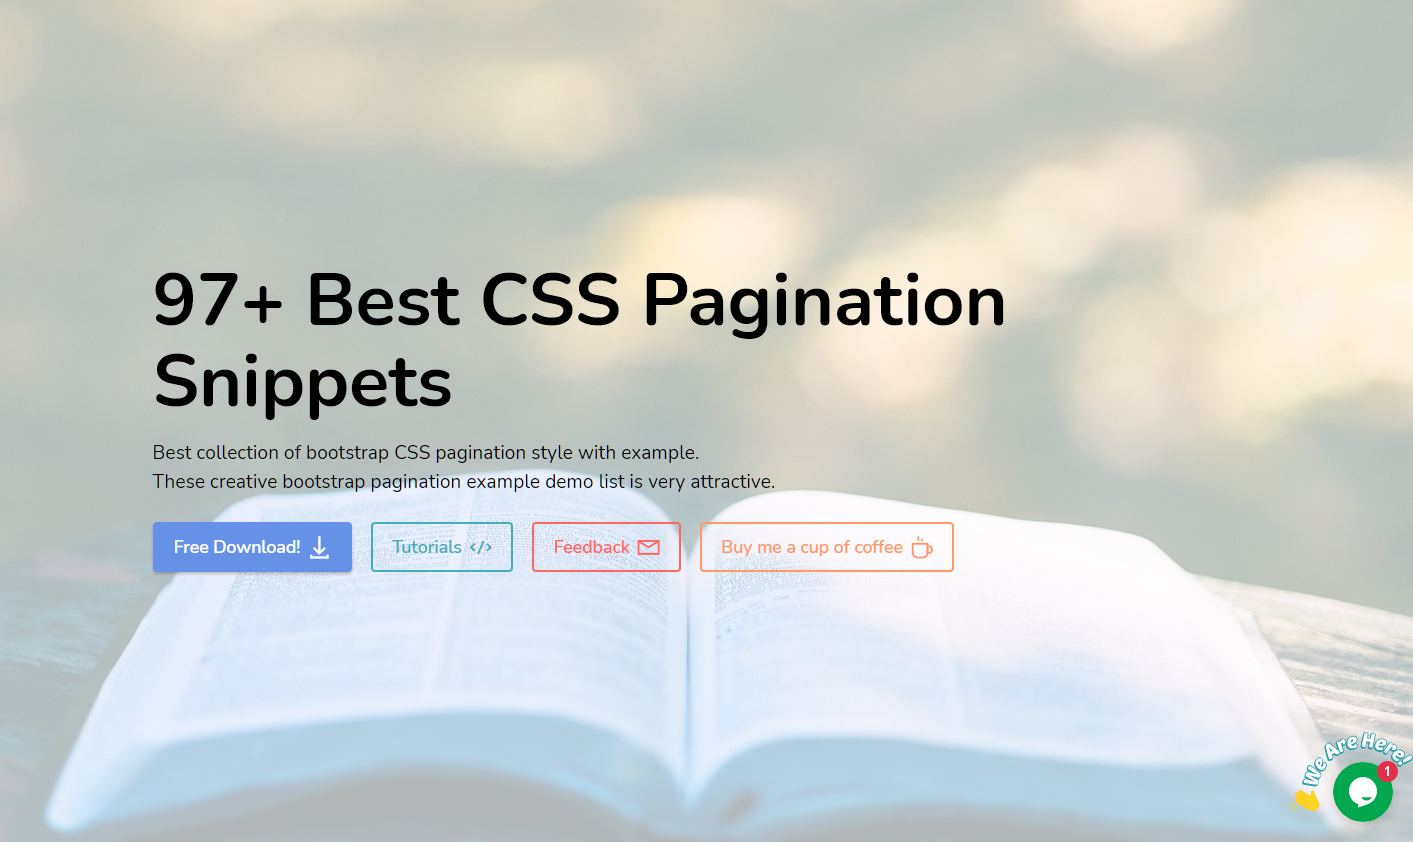 97+ Best CSS Pagination
Snippets
Best collection of bootstrap CSS pagination style with example.
These creative bootstrap pagination example demo list is very attractive.
Free Download!
Tutorials </>
Feedback
Buy me a cup of coffee
We Are Here!
1